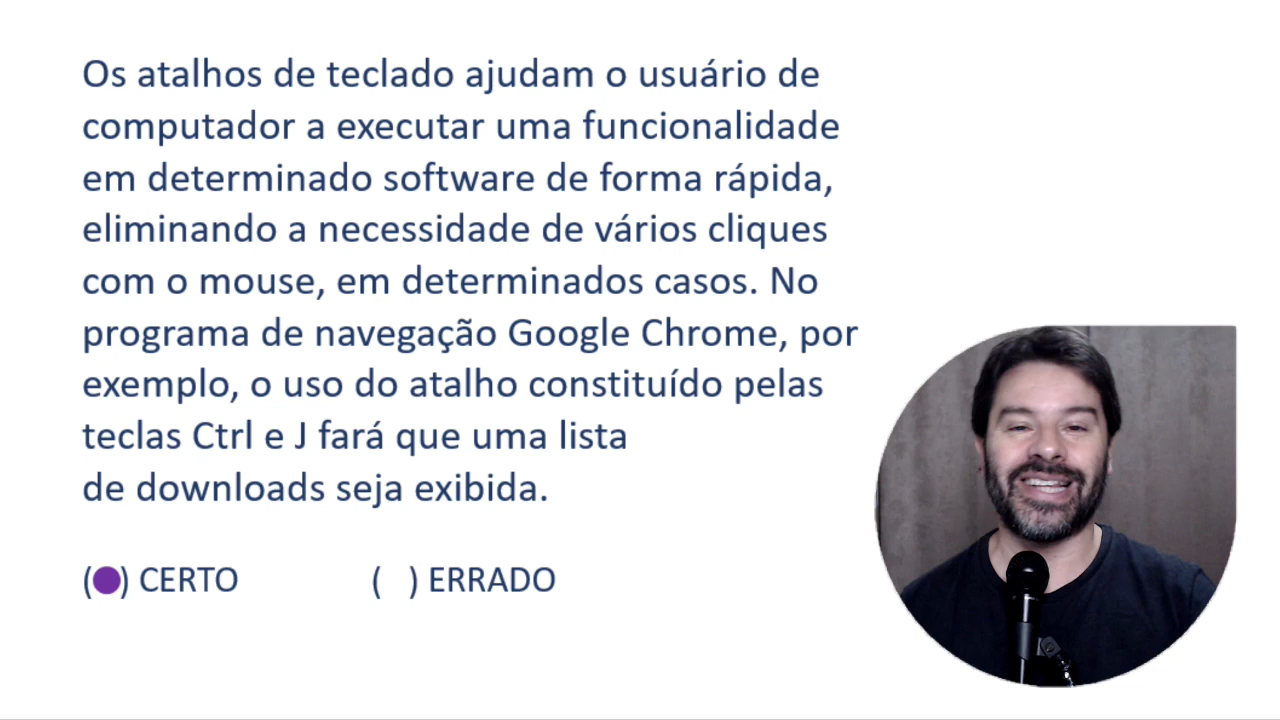 Os atalhos de teclado ajudam o usuário de
computador a executar uma funcionalidade
em determinado software de forma rápida,
eliminando a necessidade de vários cliques
com o mouse, em determinados casos. No
programa de navegação Google Chrome, por
exemplo, o uso do atalho constituído pelas
teclas Ctrl e J fará que uma lista
de downloads seja exibida.
(●) CERTO ( ) ERRADO